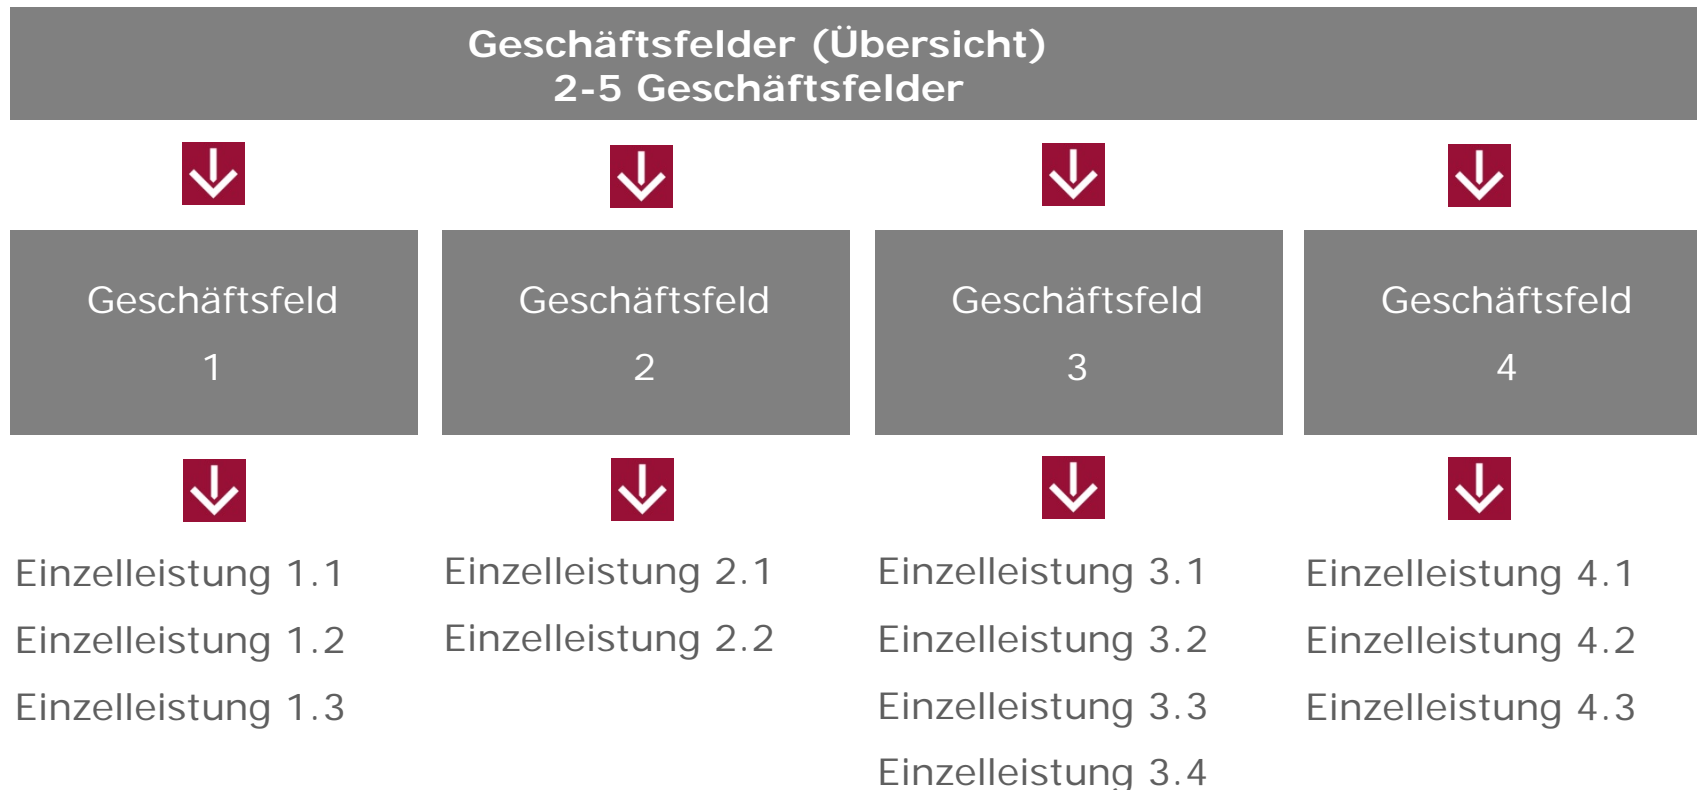 Geschäftsfelder (Übersicht)
2-5 Geschäftsfelder
Geschäftsfeld
1
Geschäftsfeld
2
Geschäftsfeld
3
Geschäftsfeld
4
Einzelleistung 1.1
Einzelleistung 1.2
Einzelleistung 1.3
Einzelleistung 2.1
Einzelleistung 2.2
Einzelleistung 3.1
Einzelleistung 3.2
Einzelleistung 3.3
Einzelleistung 3.4
Einzelleistung 4.1
Einzelleistung 4.2
Einzelleistung 4.3